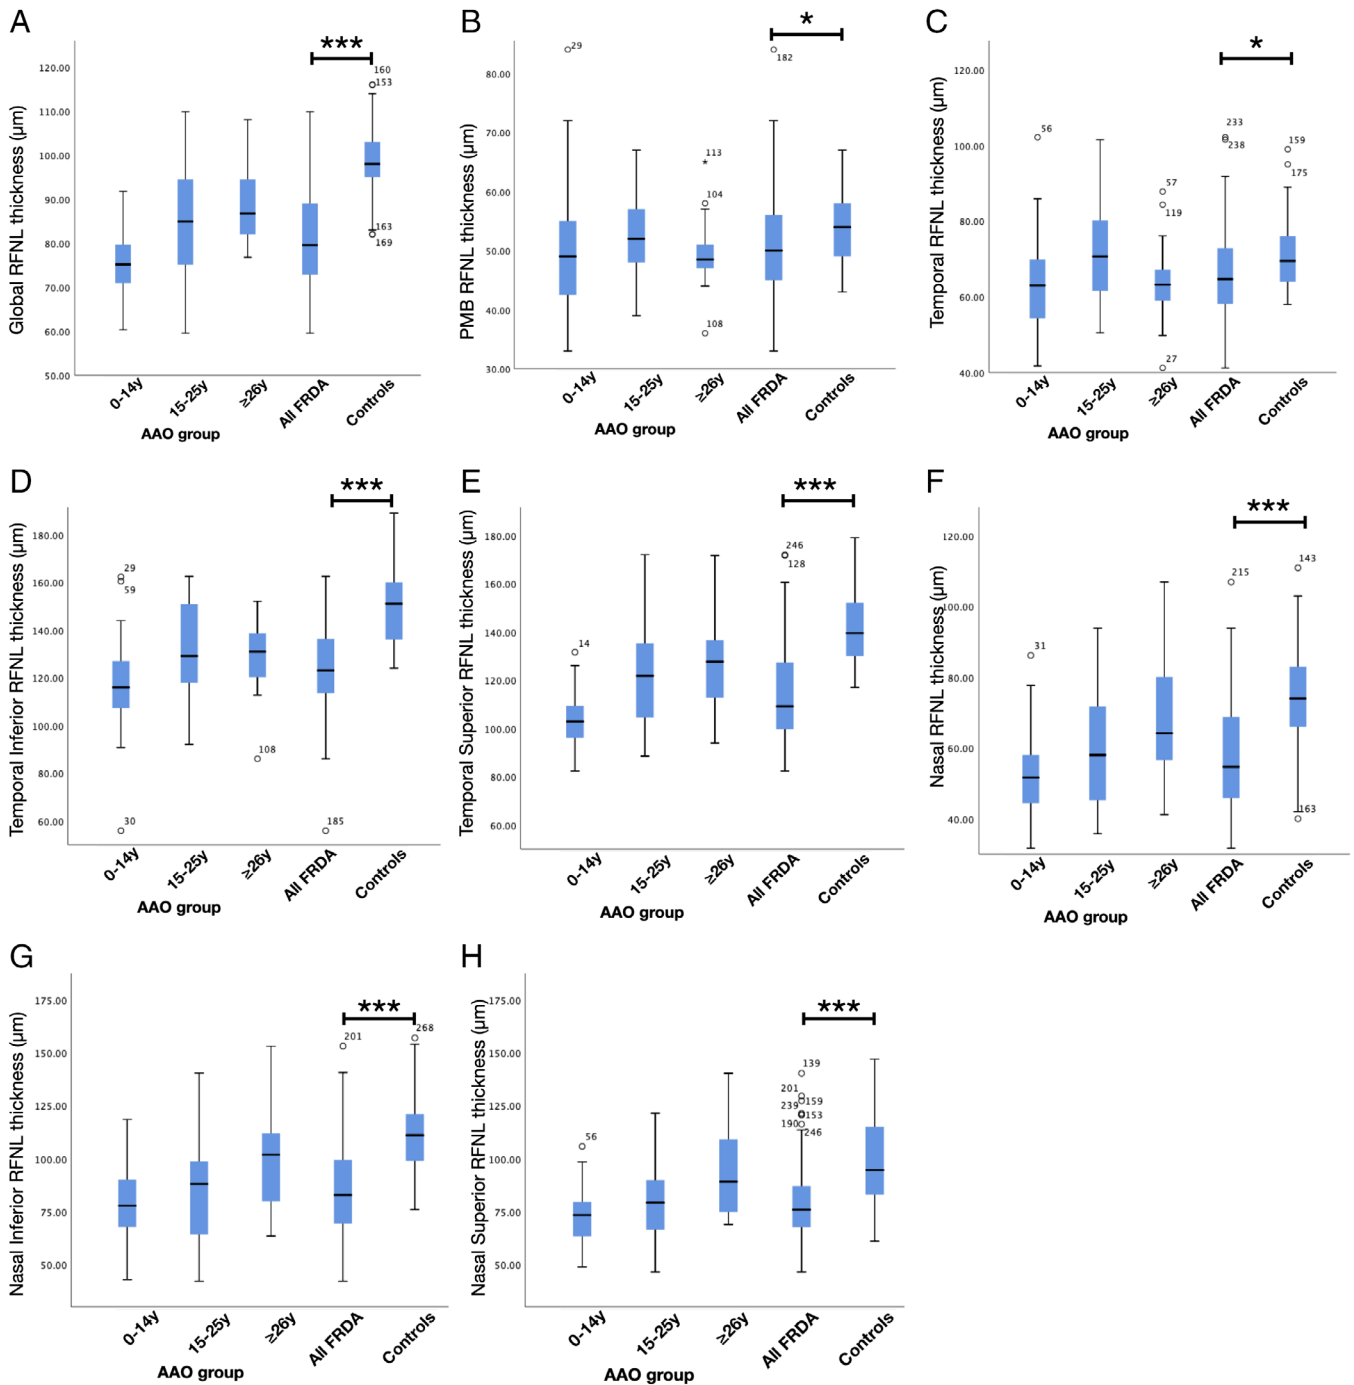 A
***
Global RFNL thickness (µm)
120.00
110.00
100.00
90.00
80.00
70.00
60.00
50.00
160
153
163
169
0-14y
15-25y
≥26y
All FRDA
Controls
AAO group
B
*
PMB RFNL thickness (µm)
80.00
70.00
60.00
50.00
40.00
30.00
29
113
104
108
182
0-14y
15-25y
≥26y
All FRDA
Controls
AAO group
C
*
Temporal RFNL thickness (µm)
120.00
100.00
80.00
60.00
40.00
56
57
119
27
233
238
159
175
0-14y
15-25y
≥26y
All FRDA
Controls
AAO group
D
***
Temporal Inferior RFNL thickness (µm)
180.00
160.00
140.00
120.00
100.00
80.00
60.00
29
59
30
108
185
0-14y
15-25y
≥26y
All FRDA
Controls
AAO group
E
***
Temporal Superior RFNL thickness (µm)
180.00
160.00
140.00
120.00
100.00
80.00
60.00
14
246
128
0-14y
15-25y
≥26y
All FRDA
Controls
AAO group
F
***
Nasal RFNL thickness (µm)
120.00
100.00
80.00
60.00
40.00
31
215
143
163
0-14y
15-25y
≥26y
All FRDA
Controls
AAO group
G
***
Nasal Inferior RFNL thickness (µm)
175.00
150.00
125.00
100.00
75.00
50.00
201
268
0-14y
15-25y
≥26y
All FRDA
Controls
AAO group
H
***
Nasal Superior RFNL thickness (µm)
175.00
150.00
125.00
100.00
75.00
50.00
56
139
201
159
239
153
190
246
0-14y
15-25y
≥26y
All FRDA
Controls
AAO group